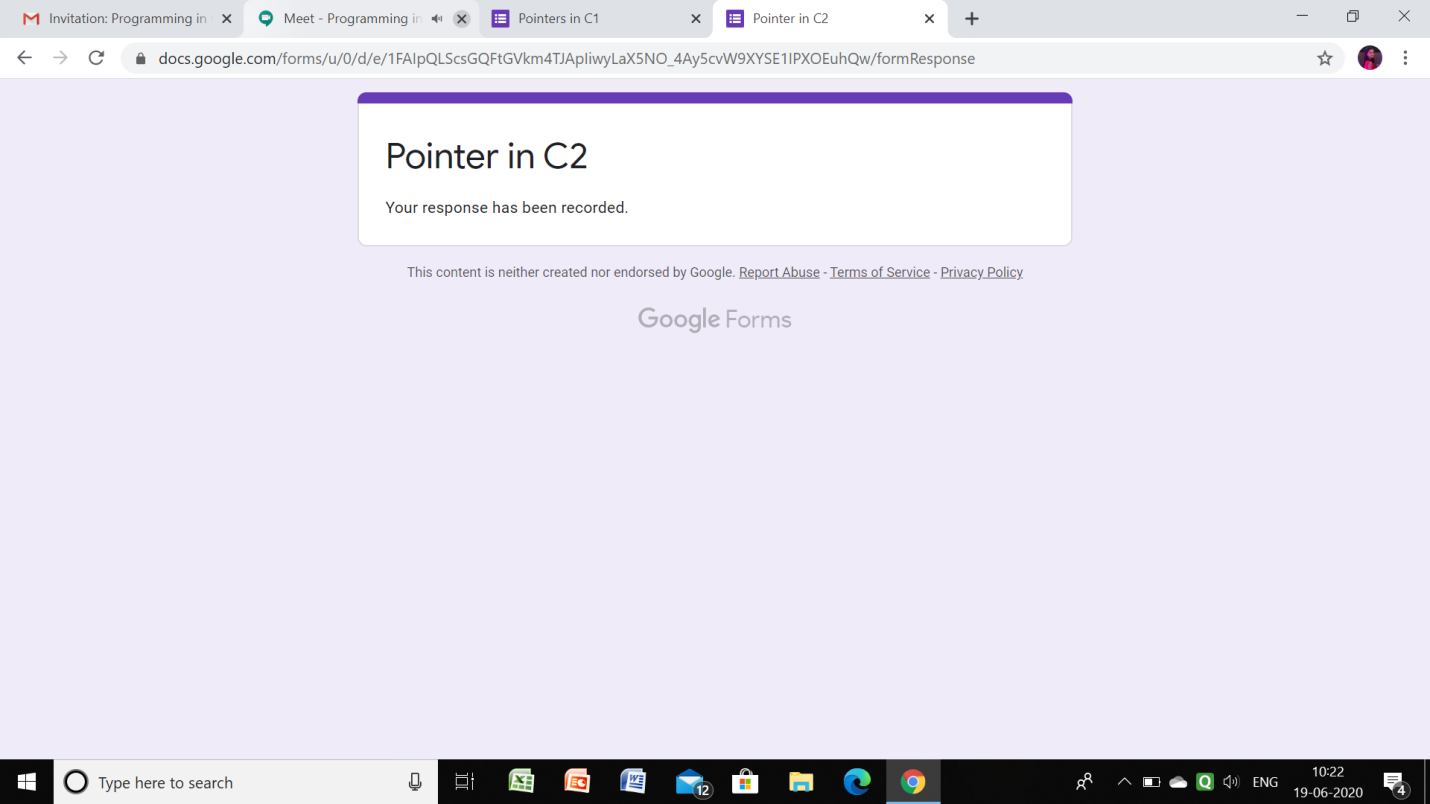 Invitation: Programming in
Meet - Programming in
Pointers in C1
Pointer in C2
docs.google.com/forms/u/0/d/e/1FAIpQLScsGQFtGVkm4TJApIiwyLaX5NO_4Ay5cvW9XYSE1IPXOEuhQw/formResponse
Pointer in C2
Your response has been recorded.
This content is neither created nor endorsed by Google. Report Abuse - Terms of Service - Privacy Policy
Google Forms
Type here to search
12
ENG
10:22
19-06-2020
4